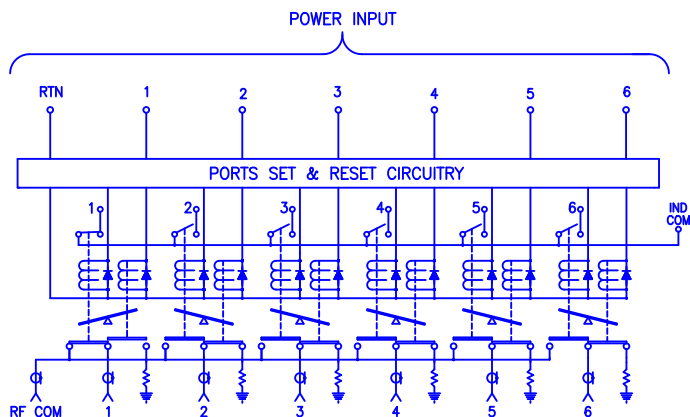 POWER INPUT
RTN 1 2 3 4 5 6
PORTS SET & RESET CIRCUITRY
1 2 3 4 5 6
IND
COM
RF COM 1 2 3 4 5 6